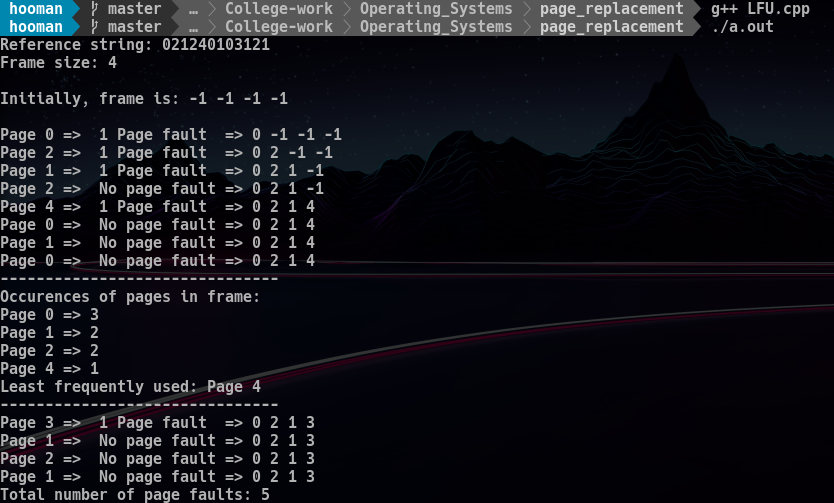 hooman master … College-work Operating_Systems page_replacement g++ LFU.cpp
hooman master … College-work Operating_Systems page_replacement ./a.out
Reference string: 021240103121
Frame size: 4
Initially, frame is: -1 -1 -1 -1
Page 0 =>  1 Page fault  => 0 -1 -1 -1
Page 2 =>  1 Page fault  => 0 2 -1 -1
Page 1 =>  1 Page fault  => 0 2 1 -1
Page 2 =>  No page fault => 0 2 1 -1
Page 4 =>  1 Page fault  => 0 2 1 4
Page 0 =>  No page fault => 0 2 1 4
Page 1 =>  No page fault => 0 2 1 4
Page 0 =>  No page fault => 0 2 1 4
-------------------------------
Occurences of pages in frame:
Page 0 => 3
Page 1 => 2
Page 2 => 2
Page 4 => 1
Least frequently used: Page 4
-------------------------------
Page 3 =>  1 Page fault  => 0 2 1 3
Page 1 =>  No page fault => 0 2 1 3
Page 2 =>  No page fault => 0 2 1 3
Page 1 =>  No page fault => 0 2 1 3
Total number of page faults: 5